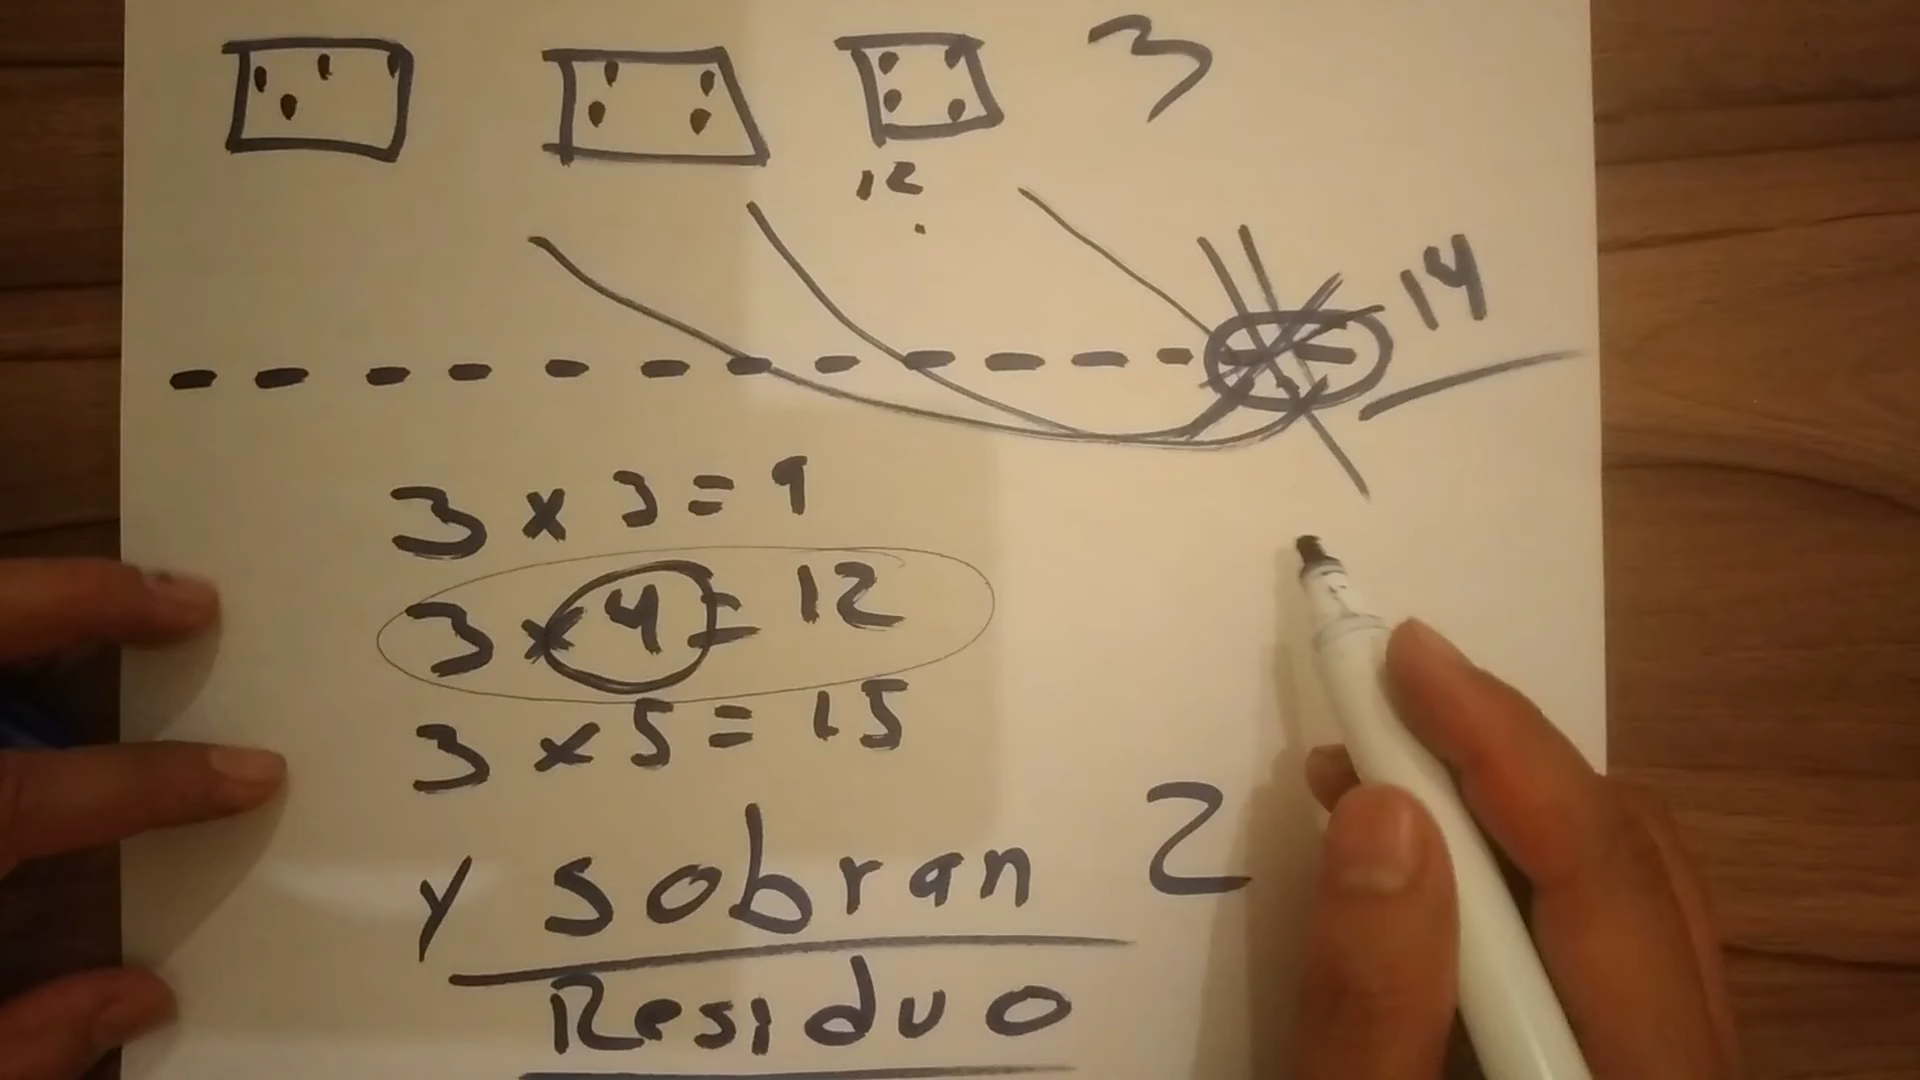 3
12
14
3 x 3 = 9
3 x 4 = 12
3 x 5 = 15
y sobran 2
Residuo